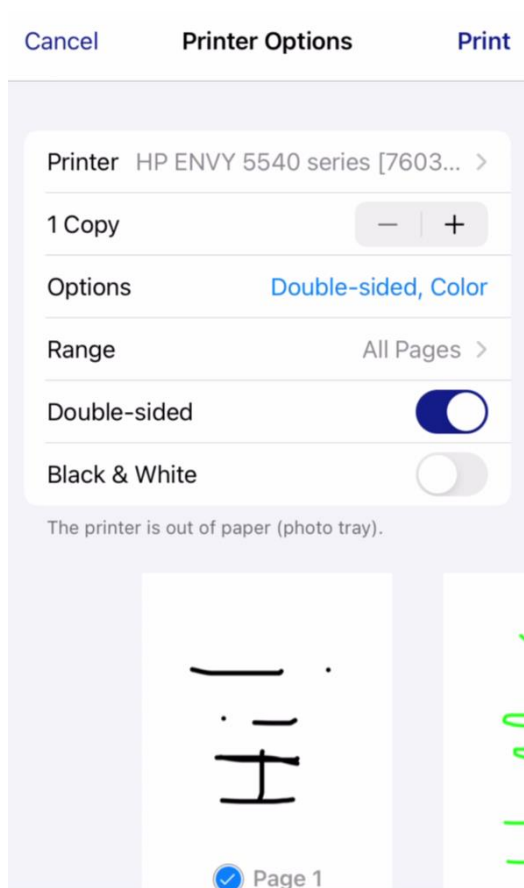 Cancel Printer Options Print
Printer HP ENVY 5540 series [7603...
1 Copy − +
Options Double-sided, Color
Range All Pages
Double-sided
Black & White
The printer is out of paper (photo tray).
Page 1